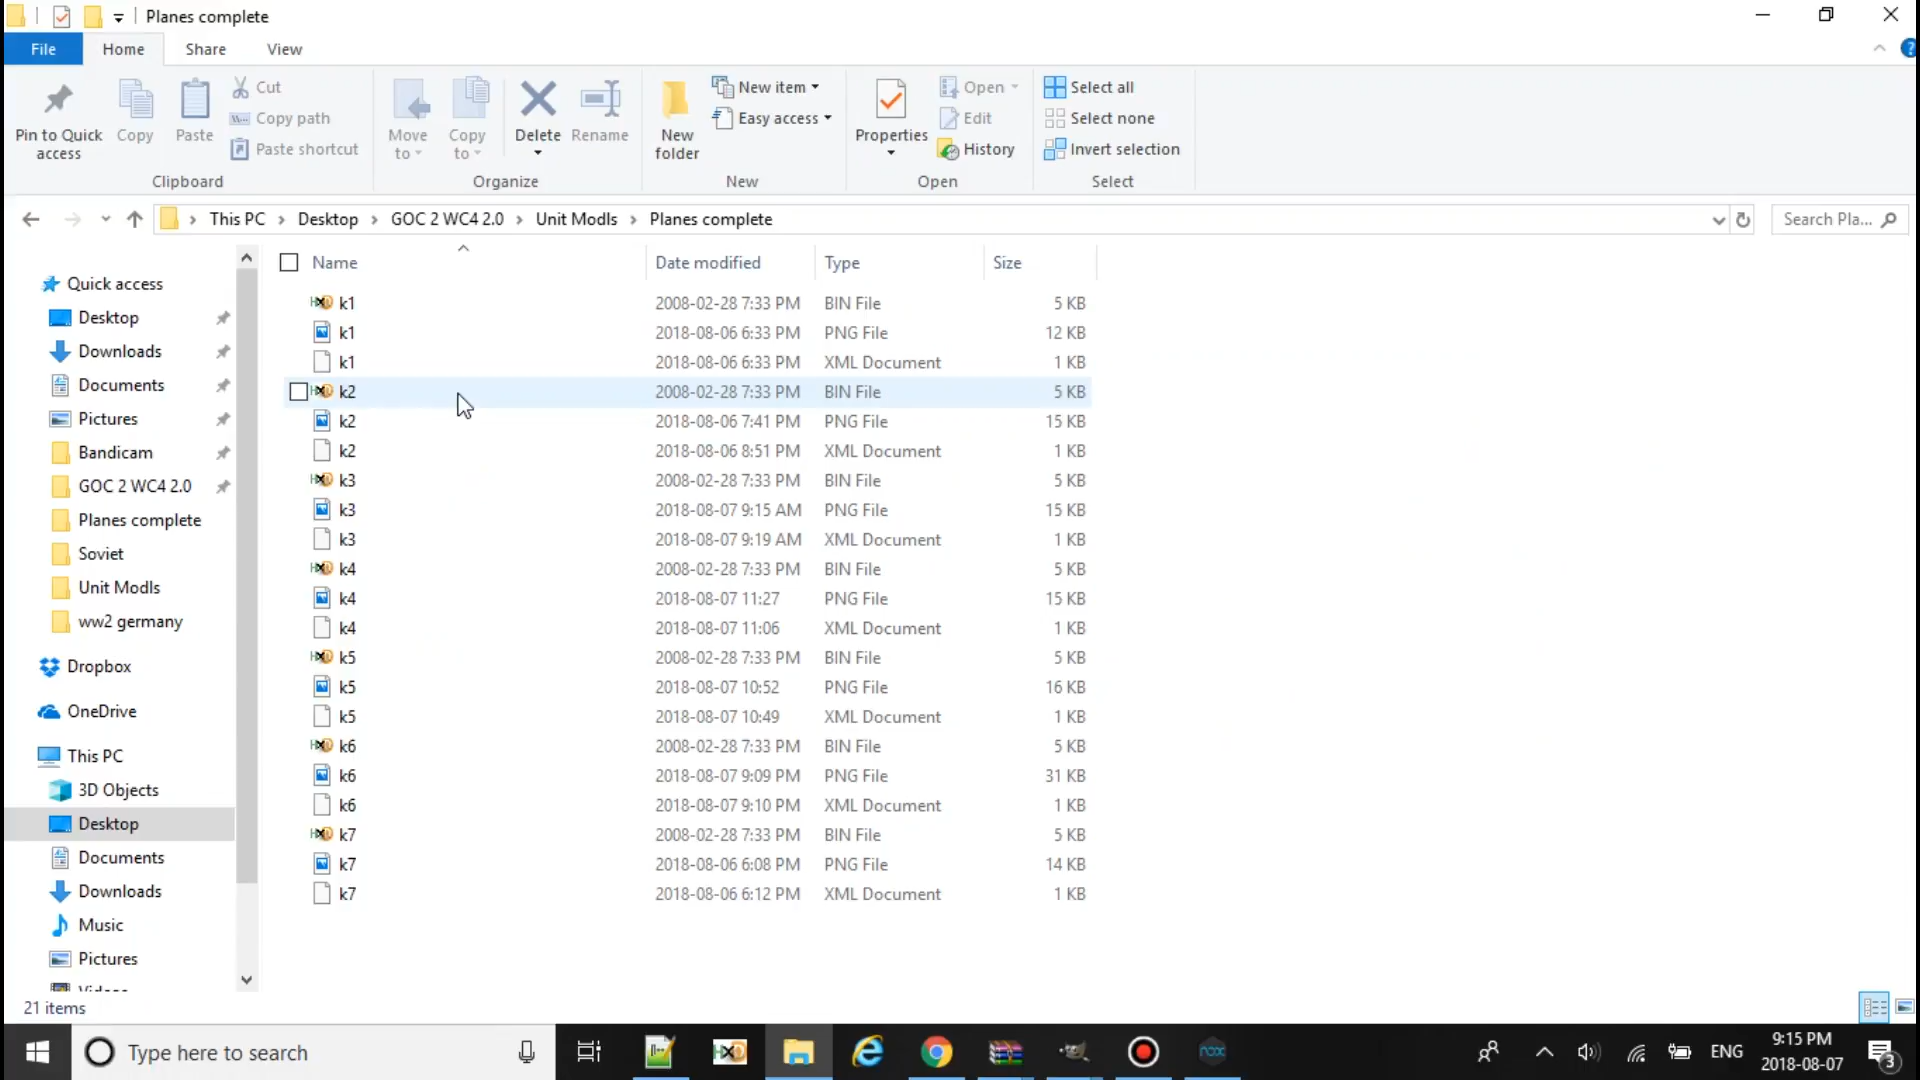 Planes complete
File Home Share View
Pin to Quick access
Copy
Paste
Cut
Copy path
Paste shortcut
Clipboard
Move to
Copy to
Delete
Rename
Organize
New folder
New item
Easy access
New
Properties
Open
Edit
History
Open
Select all
Select none
Invert selection
Select
This PC > Desktop > GOC 2 WC4 2.0 > Unit Modls > Planes complete
Search Pla...
Quick access
Desktop
Downloads
Documents
Pictures
Bandicam
GOC 2 WC4 2.0
Planes complete
Soviet
Unit Modls
ww2 germany
Dropbox
OneDrive
This PC
3D Objects
Desktop
Documents
Downloads
Music
Pictures
Videos
Name Date modified Type Size
k1 2008-02-28 7:33 PM BIN File 5 KB
k1 2018-08-06 6:33 PM PNG File 12 KB
k1 2018-08-06 6:33 PM XML Document 1 KB
k2 2008-02-28 7:33 PM BIN File 5 KB
k2 2018-08-06 7:41 PM PNG File 15 KB
k2 2018-08-06 8:51 PM XML Document 1 KB
k3 2008-02-28 7:33 PM BIN File 5 KB
k3 2018-08-07 9:15 AM PNG File 15 KB
k3 2018-08-07 9:19 AM XML Document 1 KB
k4 2008-02-28 7:33 PM BIN File 5 KB
k4 2018-08-07 11:27 PNG File 15 KB
k4 2018-08-07 11:06 XML Document 1 KB
k5 2008-02-28 7:33 PM BIN File 5 KB
k5 2018-08-07 10:52 PNG File 16 KB
k5 2018-08-07 10:49 XML Document 1 KB
k6 2008-02-28 7:33 PM BIN File 5 KB
k6 2018-08-07 9:09 PM PNG File 31 KB
k6 2018-08-07 9:10 PM XML Document 1 KB
k7 2008-02-28 7:33 PM BIN File 5 KB
k7 2018-08-06 6:08 PM PNG File 14 KB
k7 2018-08-06 6:12 PM XML Document 1 KB
21 items
Type here to search
HXD
nox
ENG
9:15 PM
2018-08-07
3